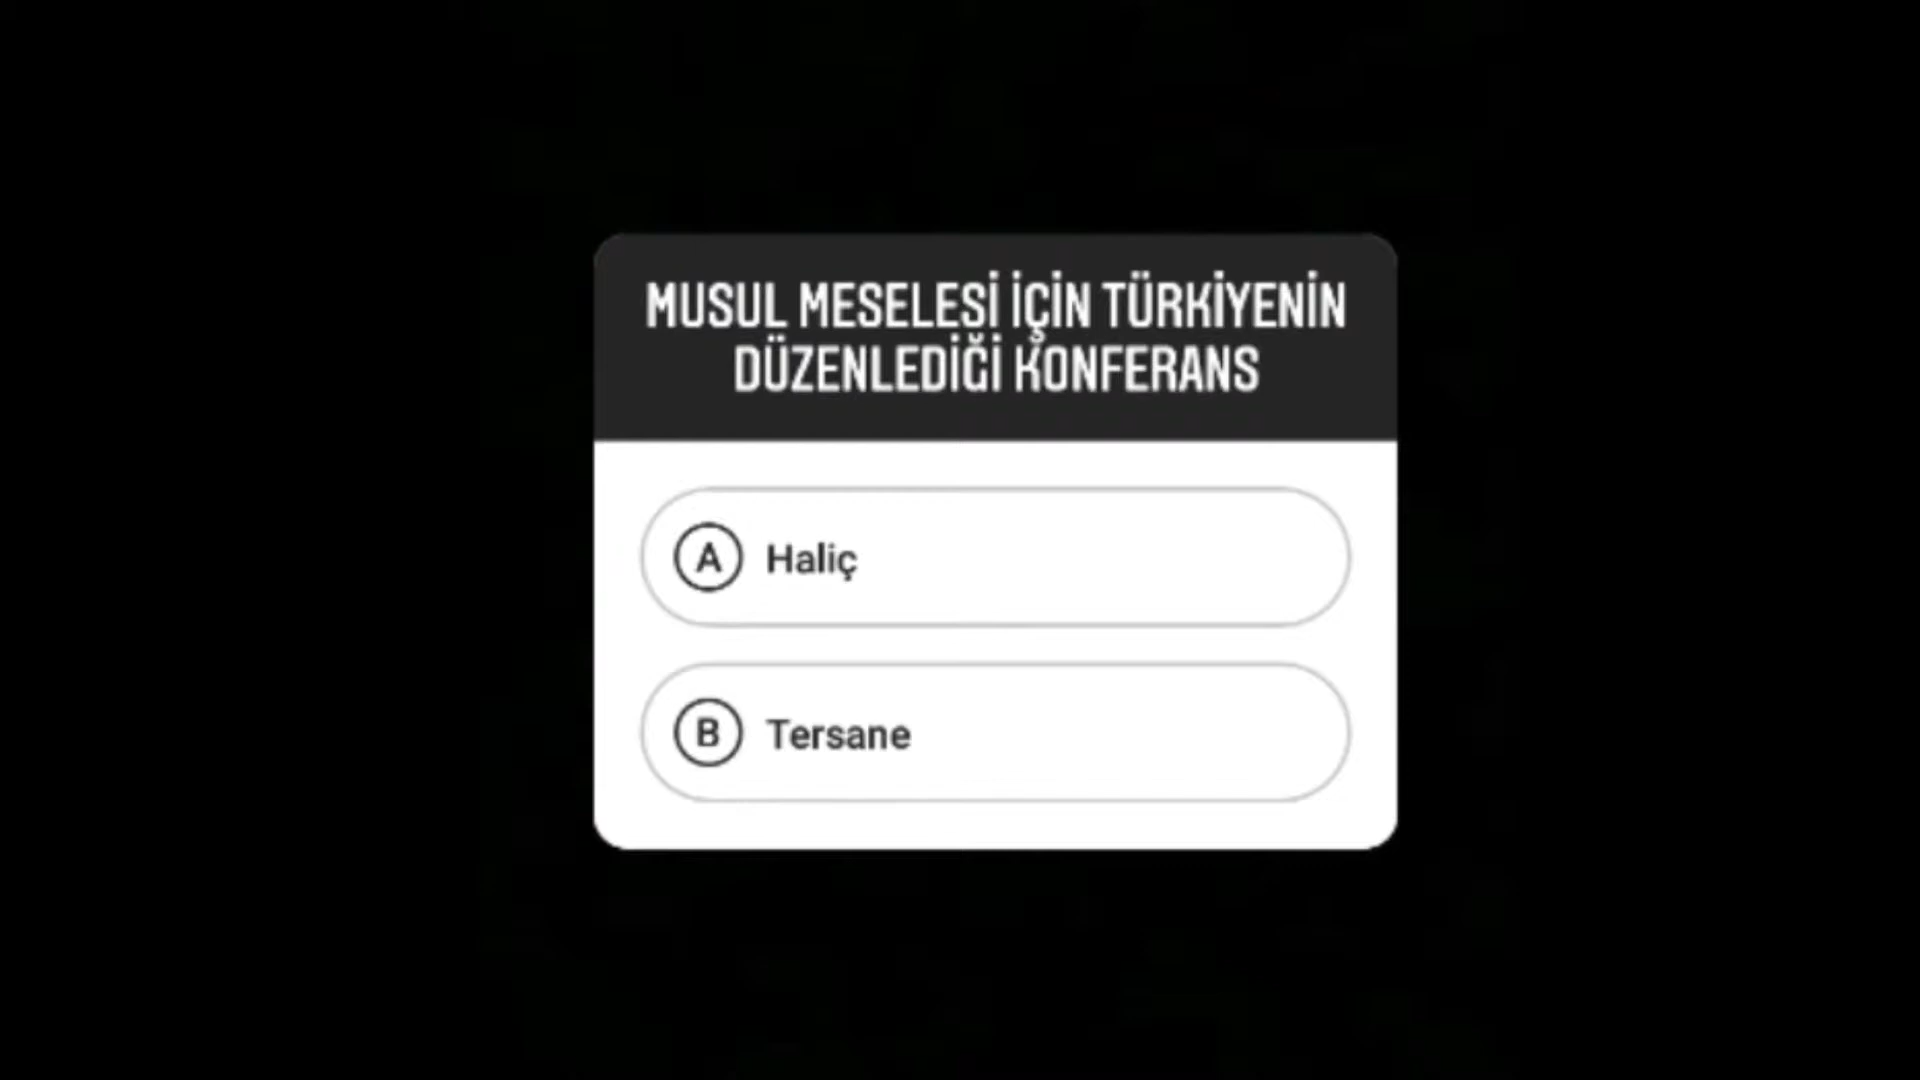 MUSUL MESELESİ İÇİN TÜRKİYENİN
DÜZENLEDİĞİ KONFERANS
A Haliç
B Tersane